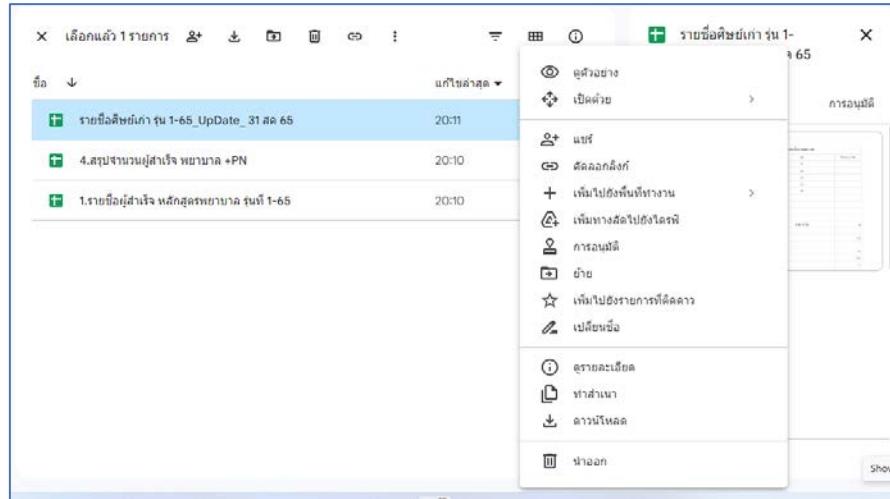 เลือกแล้ว 1 รายการ
รายชื่อศิษย์เก่า รุ่น 1-
65
ชื่อ
แก้ไขล่าสุด
การอนุมัติ
รายชื่อศิษย์เก่า รุ่น 1-65_UpDate_ 31 สค 65
20:11
4.สรุปจำนวนผู้สำเร็จ พยาบาล +PN
20:10
1.รายชื่อผู้สำเร็จ หลักสูตรพยาบาล รุ่นที่ 1-65
20:10
ดูตัวอย่าง
เปิดด้วย
แชร์
คัดลอกลิงก์
เพิ่มไปยังพื้นที่ทำงาน
เพิ่มทางลัดไปยังไดรฟ์
การอนุมัติ
ย้าย
เพิ่มไปยังรายการที่ติดดาว
เปลี่ยนชื่อ
ดูรายละเอียด
ทำสำเนา
ดาวน์โหลด
นำออก